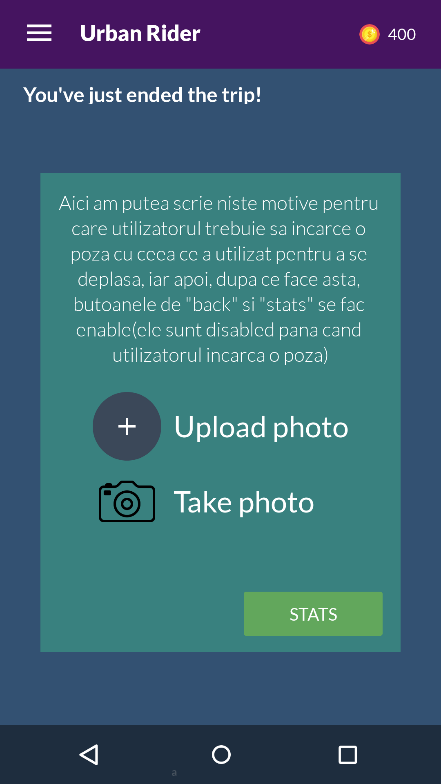 Urban Rider
400
You've just ended the trip!
Aici am putea scrie niste motive pentru
care utilizatorul trebuie sa incarce o
poza cu ceea ce a utilizat pentru a se
deplasa, iar apoi, dupa ce face asta,
butoanele de "back" si "stats" se fac
enable(ele sunt disabled pana cand
utilizatorul incarca o poza)
Upload photo
Take photo
STATS
a